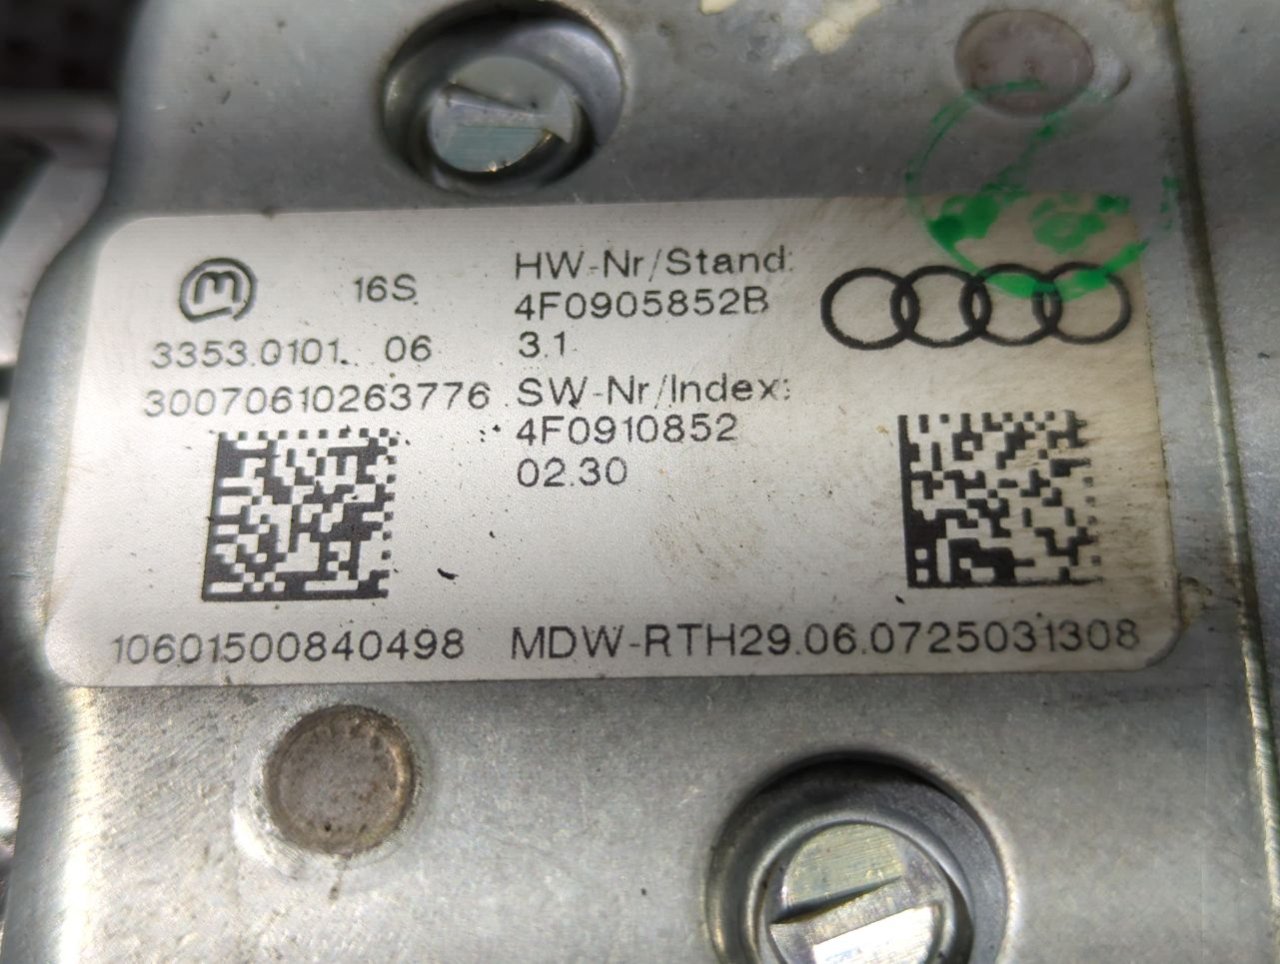 16S
3353.0101. 06
30070610263776
HW-Nr/Stand:
4F0905852B
3.1
SW-Nr/Index:
4F0910852
02.30
10601500840498 MDW-RTH29.06.0725031308